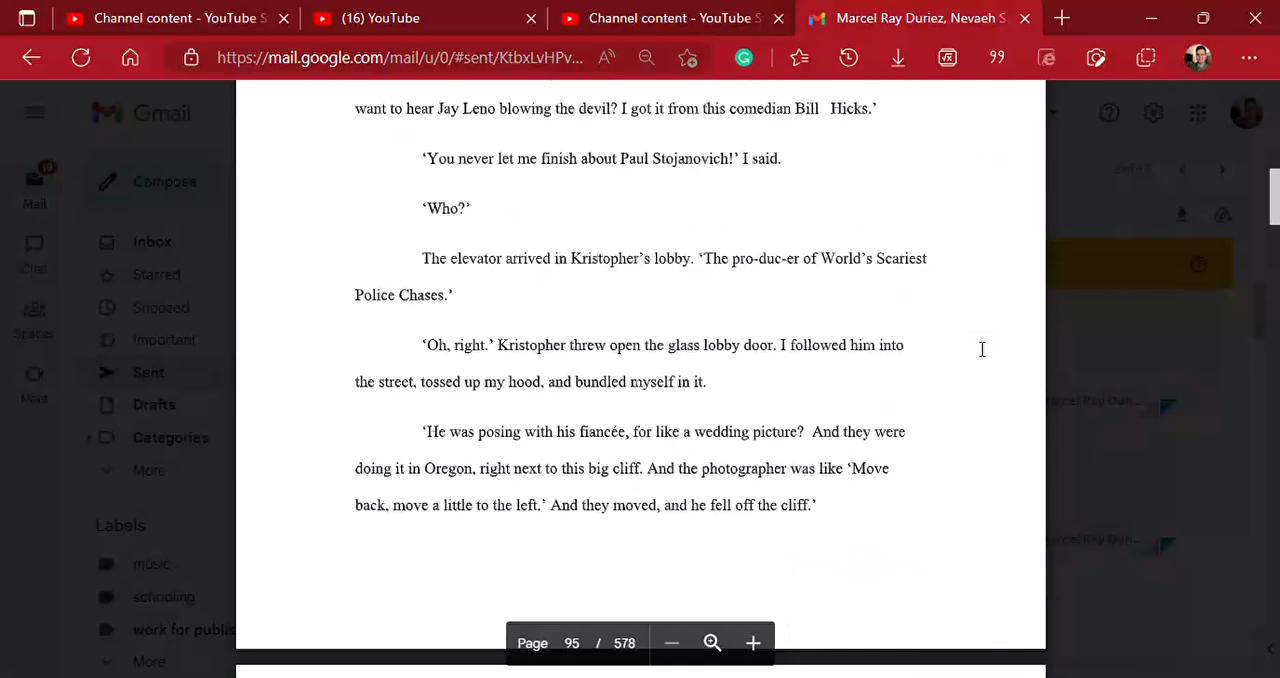 Channel content - YouTube S
(16) YouTube
Channel content - YouTube S
Marcel Ray Duriez, Nevaeh S
https://mail.google.com/mail/u/0/#sent/KtbxLvHPv...
Gmail
Compose
Mail
Chat
Spaces
Meet
Inbox
Starred
Snoozed
Important
Sent
Drafts
Categories
More
Labels
music
schooling
work for publis
More
want to hear Jay Leno blowing the devil? I got it from this comedian Bill Hicks.’
‘You never let me finish about Paul Stojanovich!’ I said.
‘Who?’
The elevator arrived in Kristopher’s lobby. ‘The pro-duc-er of World’s Scariest
Police Chases.’
‘Oh, right.’ Kristopher threw open the glass lobby door. I followed him into
the street, tossed up my hood, and bundled myself in it.
‘He was posing with his fiancée, for like a wedding picture? And they were
doing it in Oregon, right next to this big cliff. And the photographer was like ‘Move
back, move a little to the left.’ And they moved, and he fell off the cliff.’
Page 95 / 578